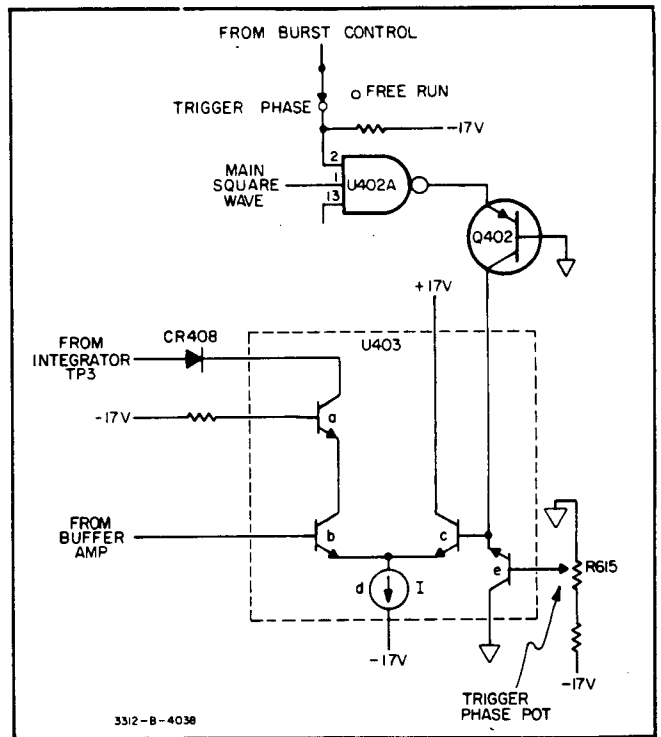 FROM BURST CONTROL
FREE RUN
TRIGGER PHASE
-17V
2
MAIN
SQUARE
WAVE
1
U402A
13
Q402
+17V
FROM
INTEGRATOR
TP3
CR408
U403
-17V
a
FROM
BUFFER
AMP
b
c
e
R615
d
I
-17V
-17V
TRIGGER
PHASE POT
3312-B-4038